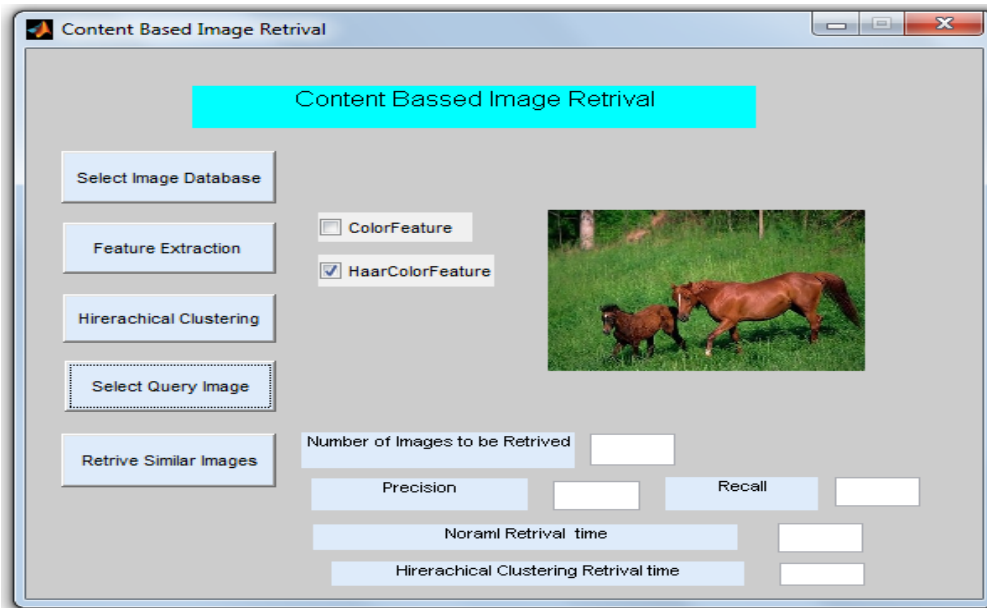 Content Based Image Retrival
Content Bassed Image Retrival
Select Image Database
ColorFeature
Feature Extraction
HaarColorFeature
Hirerachical Clustering
Select Query Image
Number of Images to be Retrived
Retrive Similar Images
Precision
Recall
Noraml Retrival time
Hirerachical Clustering Retrival time